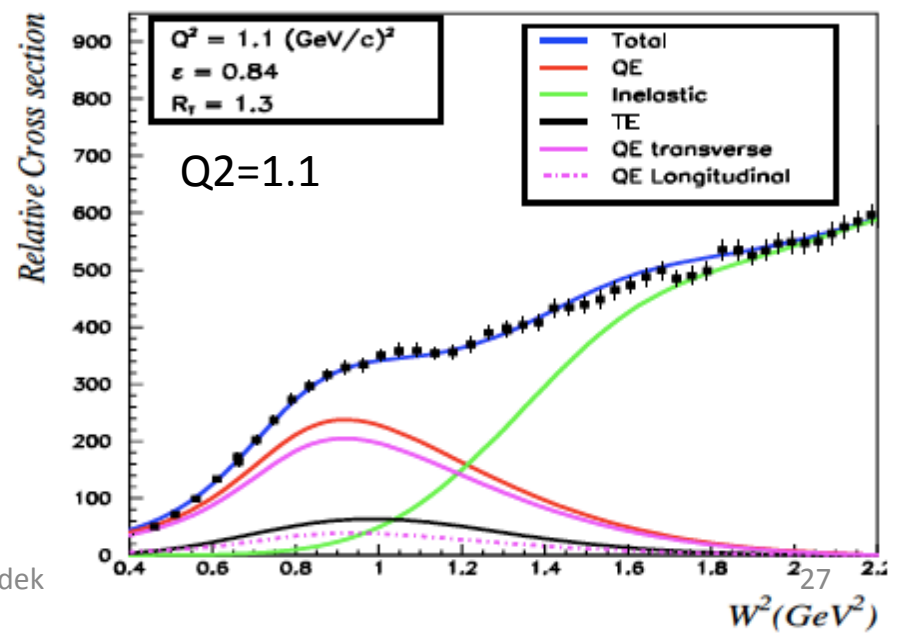 Relative Cross section
900
800
700
600
500
400
300
200
100
0
Q² = 1.1 (GeV/c)²
ε = 0.84
R_T = 1.3
Q2=1.1
Total
QE
Inelastic
TE
QE transverse
QE Longitudinal
0.4 0.6 0.8 1 1.2 1.4 1.6 1.8 2 2.2
dek
27
W²(GeV²)